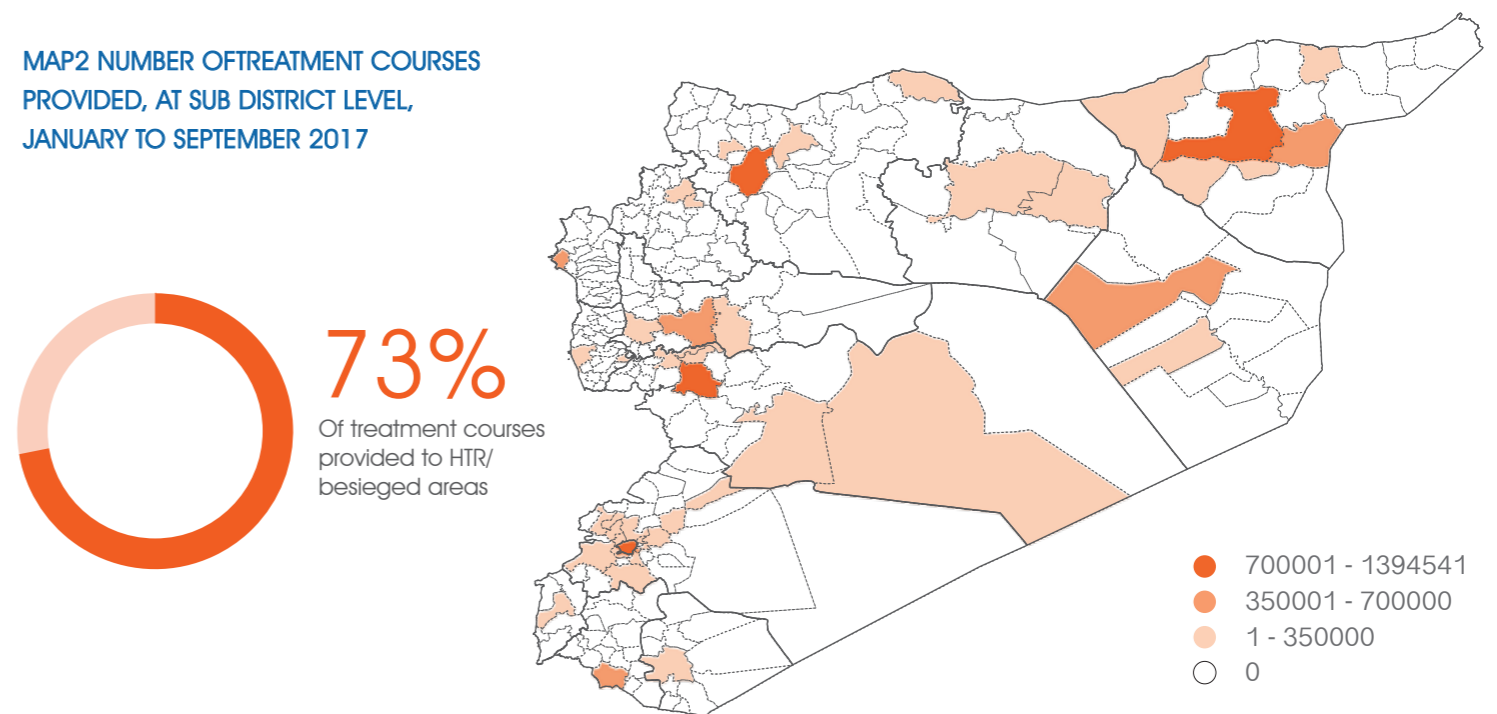 MAP2 NUMBER OFTREATMENT COURSES
PROVIDED, AT SUB DISTRICT LEVEL,
JANUARY TO SEPTEMBER 2017
73%
Of treatment courses
provided to HTR/
besieged areas
700001 - 1394541
350001 - 700000
1 - 350000
0